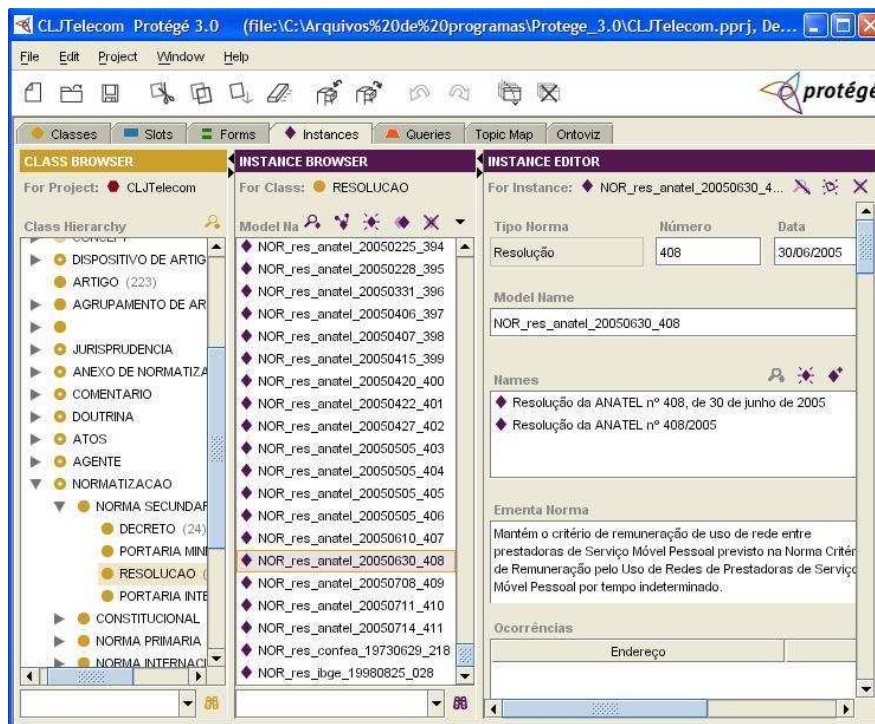 CLJTelecom Protégé 3.0 (file:\C:\Arquivos%20de%20programas\Protege_3.0\CLJTelecom.pprj, De...
File Edit Project Window Help
protégé
Classes Slots Forms Instances Queries Topic Map Ontoviz
CLASS BROWSER
For Project: CLJTelecom
Class Hierarchy
CONCEPT
DISPOSITIVO DE ARTIG
ARTIGO (223)
AGRUPAMENTO DE AR
JURISPRUDENCIA
ANEXO DE NORMATIZA
COMENTARIO
DOUTRINA
ATOS
AGENTE
NORMATIZACAO
NORMA SECUNDAR
DECRETO (24)
PORTARIA MINI
RESOLUCAO (
PORTARIA INTE
CONSTITUCIONAL
NORMA PRIMARIA
NORMA INTERNACI
INSTANCE BROWSER
For Class: RESOLUCAO
Model Na
NOR_res_anatel_20050225_394
NOR_res_anatel_20050228_395
NOR_res_anatel_20050331_396
NOR_res_anatel_20050406_397
NOR_res_anatel_20050407_398
NOR_res_anatel_20050415_399
NOR_res_anatel_20050420_400
NOR_res_anatel_20050422_401
NOR_res_anatel_20050427_402
NOR_res_anatel_20050505_403
NOR_res_anatel_20050505_404
NOR_res_anatel_20050505_405
NOR_res_anatel_20050505_406
NOR_res_anatel_20050610_407
NOR_res_anatel_20050630_408
NOR_res_anatel_20050708_409
NOR_res_anatel_20050711_410
NOR_res_anatel_20050714_411
NOR_res_confea_19730629_218
NOR_res_ibge_19980825_028
INSTANCE EDITOR
For Instance: NOR_res_anatel_20050630_4...
Tipo Norma Número Data
Resolução 408 30/06/2005
Model Name
NOR_res_anatel_20050630_408
Names
Resolução da ANATEL nº 408, de 30 de junho de 2005
Resolução da ANATEL nº 408/2005
Ementa Norma
Mantém o critério de remuneração de uso de rede entre
prestadoras de Serviço Móvel Pessoal previsto na Norma Critér
de Remuneração pelo Uso de Redes de Prestadoras de Serviço
Móvel Pessoal por tempo indeterminado.
Ocorrências
Endereço